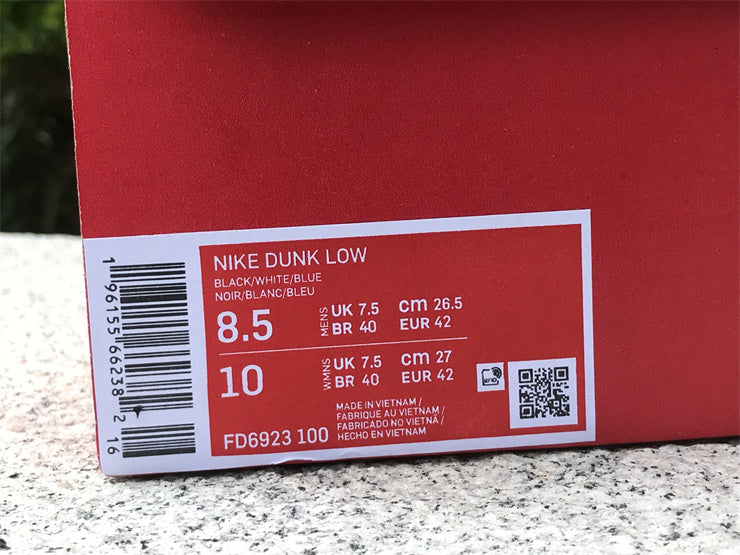 NIKE DUNK LOW
BLACK/WHITE/BLUE
NOIR/BLANC/BLEU
8.5 MENS UK 7.5 cm 26.5
BR 40 EUR 42
10 WMNS UK 7.5 cm 27
BR 40 EUR 42
RFID
MADE IN VIETNAM /
FABRIQUE AU VIETNAM /
FABRICADO NO VIETNÃ /
HECHO EN VIETNAM
FD6923 100
1 96155 66238 2 16